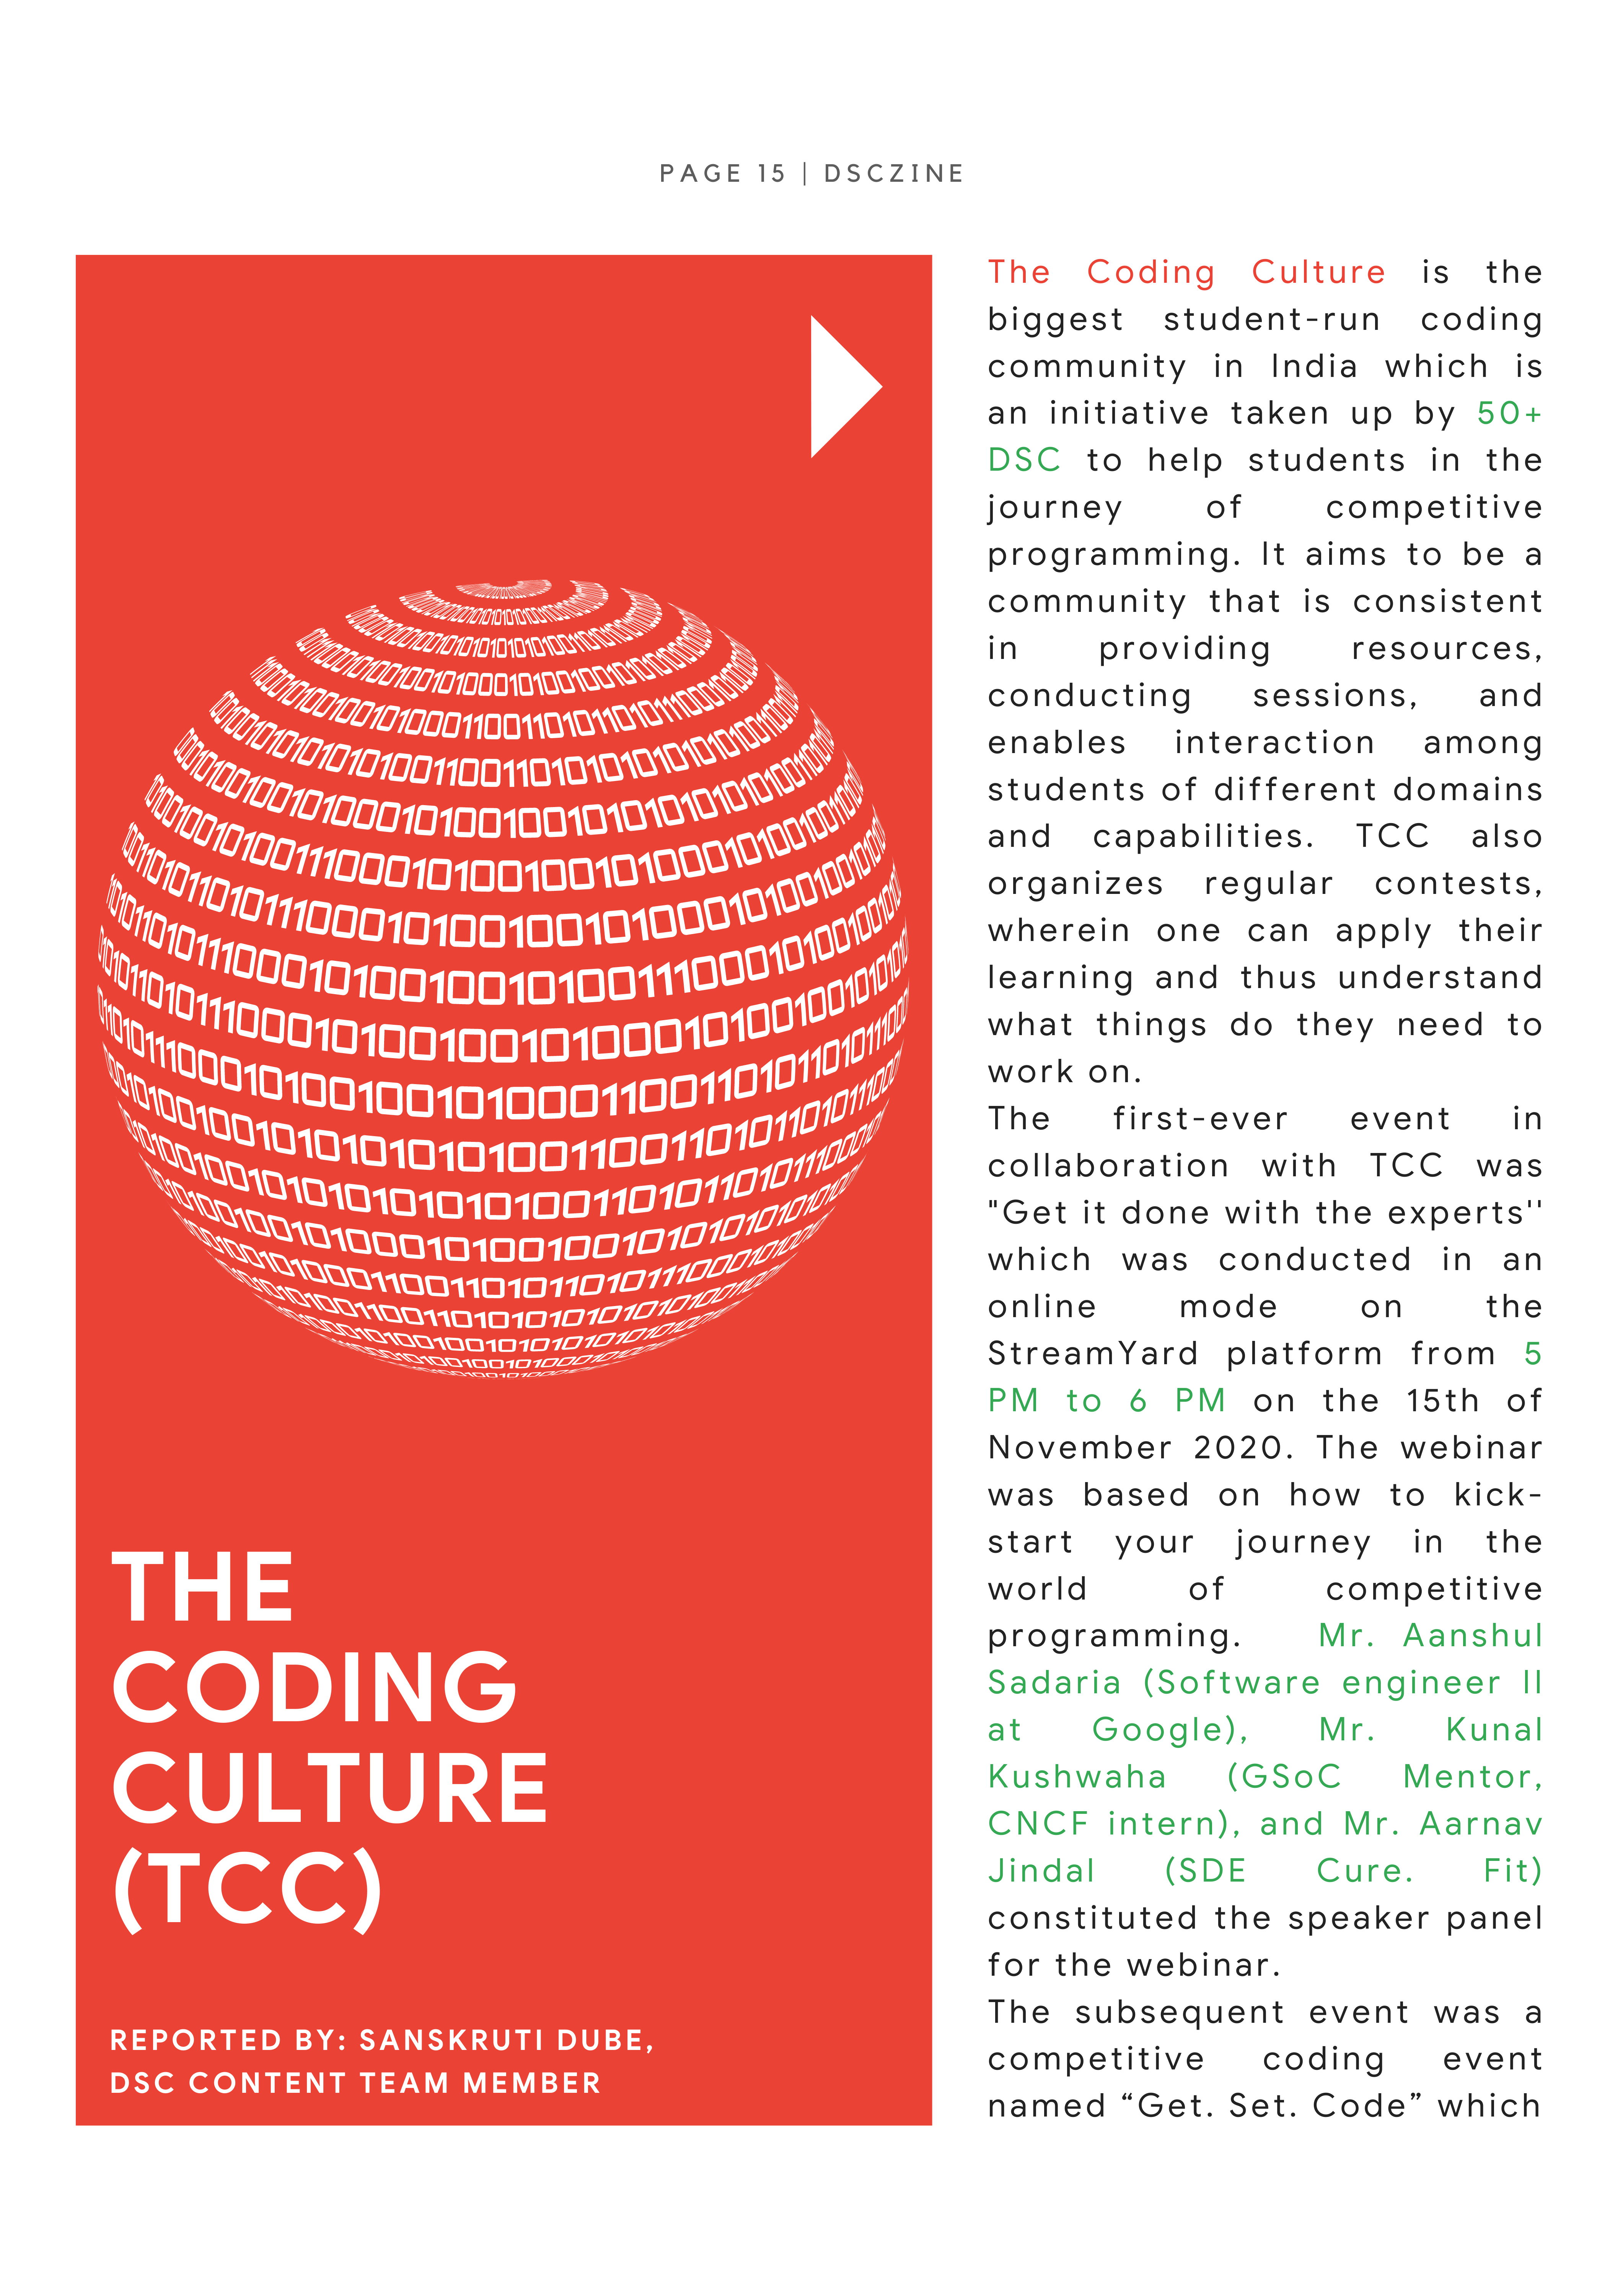 PAGE 15 | DSCZINE
THE
CODING
CULTURE
(TCC)
REPORTED BY: SANSKRUTI DUBE,
DSC CONTENT TEAM MEMBER
The Coding Culture is the
biggest student-run coding
community in India which is
an initiative taken up by 50+
DSC to help students in the
journey of competitive
programming. It aims to be a
community that is consistent
in providing resources,
conducting sessions, and
enables interaction among
students of different domains
and capabilities. TCC also
organizes regular contests,
wherein one can apply their
learning and thus understand
what things do they need to
work on.
The first-ever event in
collaboration with TCC was
"Get it done with the experts''
which was conducted in an
online mode on the
StreamYard platform from 5
PM to 6 PM on the 15th of
November 2020. The webinar
was based on how to kick-
start your journey in the
world of competitive
programming. Mr. Aanshul
Sadaria (Software engineer II
at Google), Mr. Kunal
Kushwaha (GSoC Mentor,
CNCF intern), and Mr. Aarnav
Jindal (SDE Cure. Fit)
constituted the speaker panel
for the webinar.
The subsequent event was a
competitive coding event
named “Get. Set. Code” which